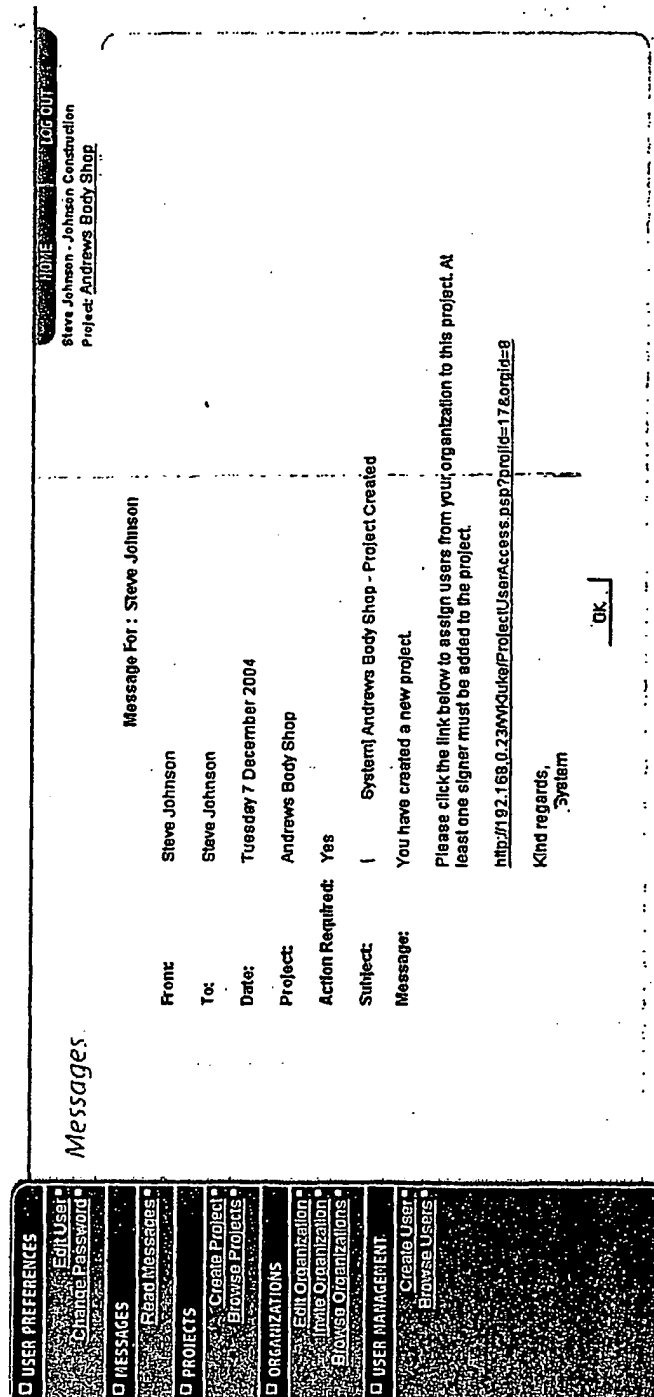 USER PREFERENCES
Edit User
Change Password
MESSAGES
Read Messages
PROJECTS
Create Project
Browse Projects
ORGANIZATIONS
Edit Organization
Invite Organization
Browse Organizations
USER MANAGEMENT
Create User
Browse Users
HOME LOG OUT
Steve Johnson - Johnson Construction
Project: Andrews Body Shop
Messages
Message For : Steve Johnson
From: Steve Johnson
To: Steve Johnson
Date: Tuesday 7 December 2004
Project: Andrews Body Shop
Action Required: Yes
Subject: [ System] Andrews Body Shop - Project Created
Message: You have created a new project.
Please click the link below to assign users from your organization to this project. At
least one signer must be added to the project.
http://192.168.0.23/WKduke/ProjectUserAccess.psp?projid=17&orgid=8
Kind regards,
System
OK